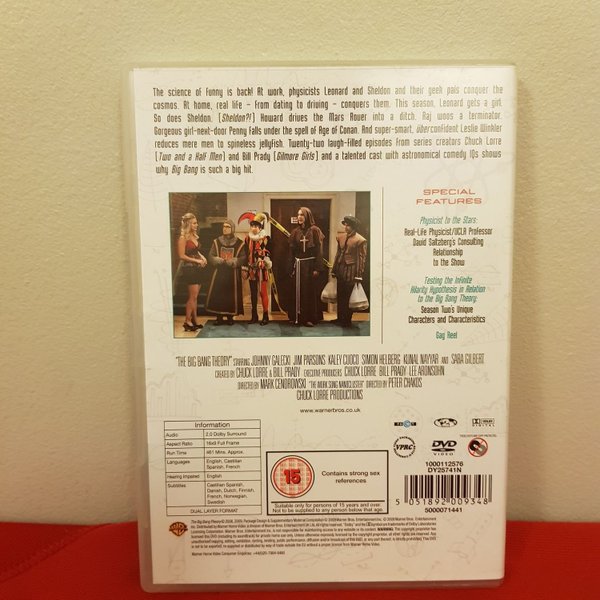 The science of funny is back! At work, physicists Leonard and Sheldon and their geek pals conquer the
cosmos. At home, real life - from dating to driving - conquers them. This season, Leonard gets a girl.
So does Sheldon. (Sheldon?!) Howard drives the Mars Rover into a ditch. Raj woos a terminator.
Gorgeous girl-next-door Penny falls under the spell of Age of Conan. And super-smart, überconfident Leslie Winkler
reduces mere men to spineless jellyfish. Twenty-two laugh-filled episodes from series creators Chuck Lorre
(Two and a Half Men) and Bill Prady (Gilmore Girls) and a talented cast with astronomical comedy IQs shows
why Big Bang is such a big hit.
SPECIAL
FEATURES
Physicist to the Stars:
Real-Life Physicist/UCLA Professor
David Saltzberg's Consulting
Relationship
to the Show
Testing the Infinite
Hilarity Hypothesis in Relation
to the Big Bang Theory:
Season Two's Unique
Characters and Characteristics
Gag Reel
"THE BIG BANG THEORY" STARRING JOHNNY GALECKI JIM PARSONS KALEY CUOCO SIMON HELBERG KUNAL NAYYAR AND SARA GILBERT
CREATED BY CHUCK LORRE & BILL PRADY EXECUTIVE PRODUCERS CHUCK LORRE BILL PRADY LEE ARONSOHN
DIRECTED BY MARK CENDROWSKI "THE WORK SONG NANOCLUSTER" DIRECTED BY PETER CHAKOS
CHUCK LORRE PRODUCTIONS
www.warnerbros.co.uk
Information
Audio 2.0 Dolby Surround
Aspect Ratio 16x9 Full Frame
Run Time 461 Mins. Approx.
Languages English, Castilian
Spanish, French
Hearing Impaired English
Subtitles Castilian Spanish,
Danish, Dutch, Finnish,
French, Norwegian,
Swedish
DUAL LAYER FORMAT
15
Contains strong sex
references
Suitable only for persons of 15 years and over
DOLBY
VPRC
DVD
VIDEO
1000112576
DY25741N
5 051892 009348
5000071441
Warner Home Video Consumer Enquiries: